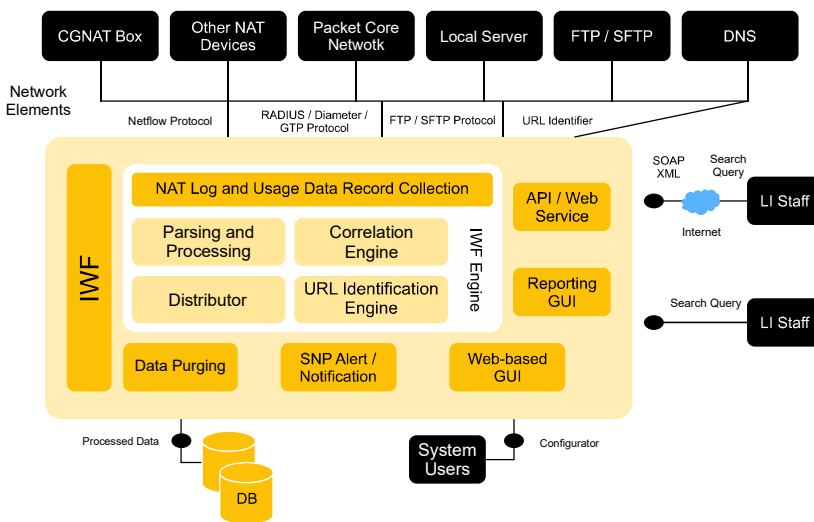 CGNAT Box
Other NAT
Devices
Packet Core
Netwotk
Local Server
FTP / SFTP
DNS
Network
Elements
Netflow Protocol
RADIUS / Diameter /
GTP Protocol
FTP / SFTP Protocol
URL Identifier
IWF
NAT Log and Usage Data Record Collection
Parsing and
Processing
Correlation
Engine
Distributor
URL Identification
Engine
IWF Engine
API / Web
Service
Reporting
GUI
Data Purging
SNP Alert /
Notification
Web-based
GUI
SOAP
XML
Search
Query
Internet
LI Staff
Search Query
LI Staff
Processed Data
DB
System
Users
Configurator